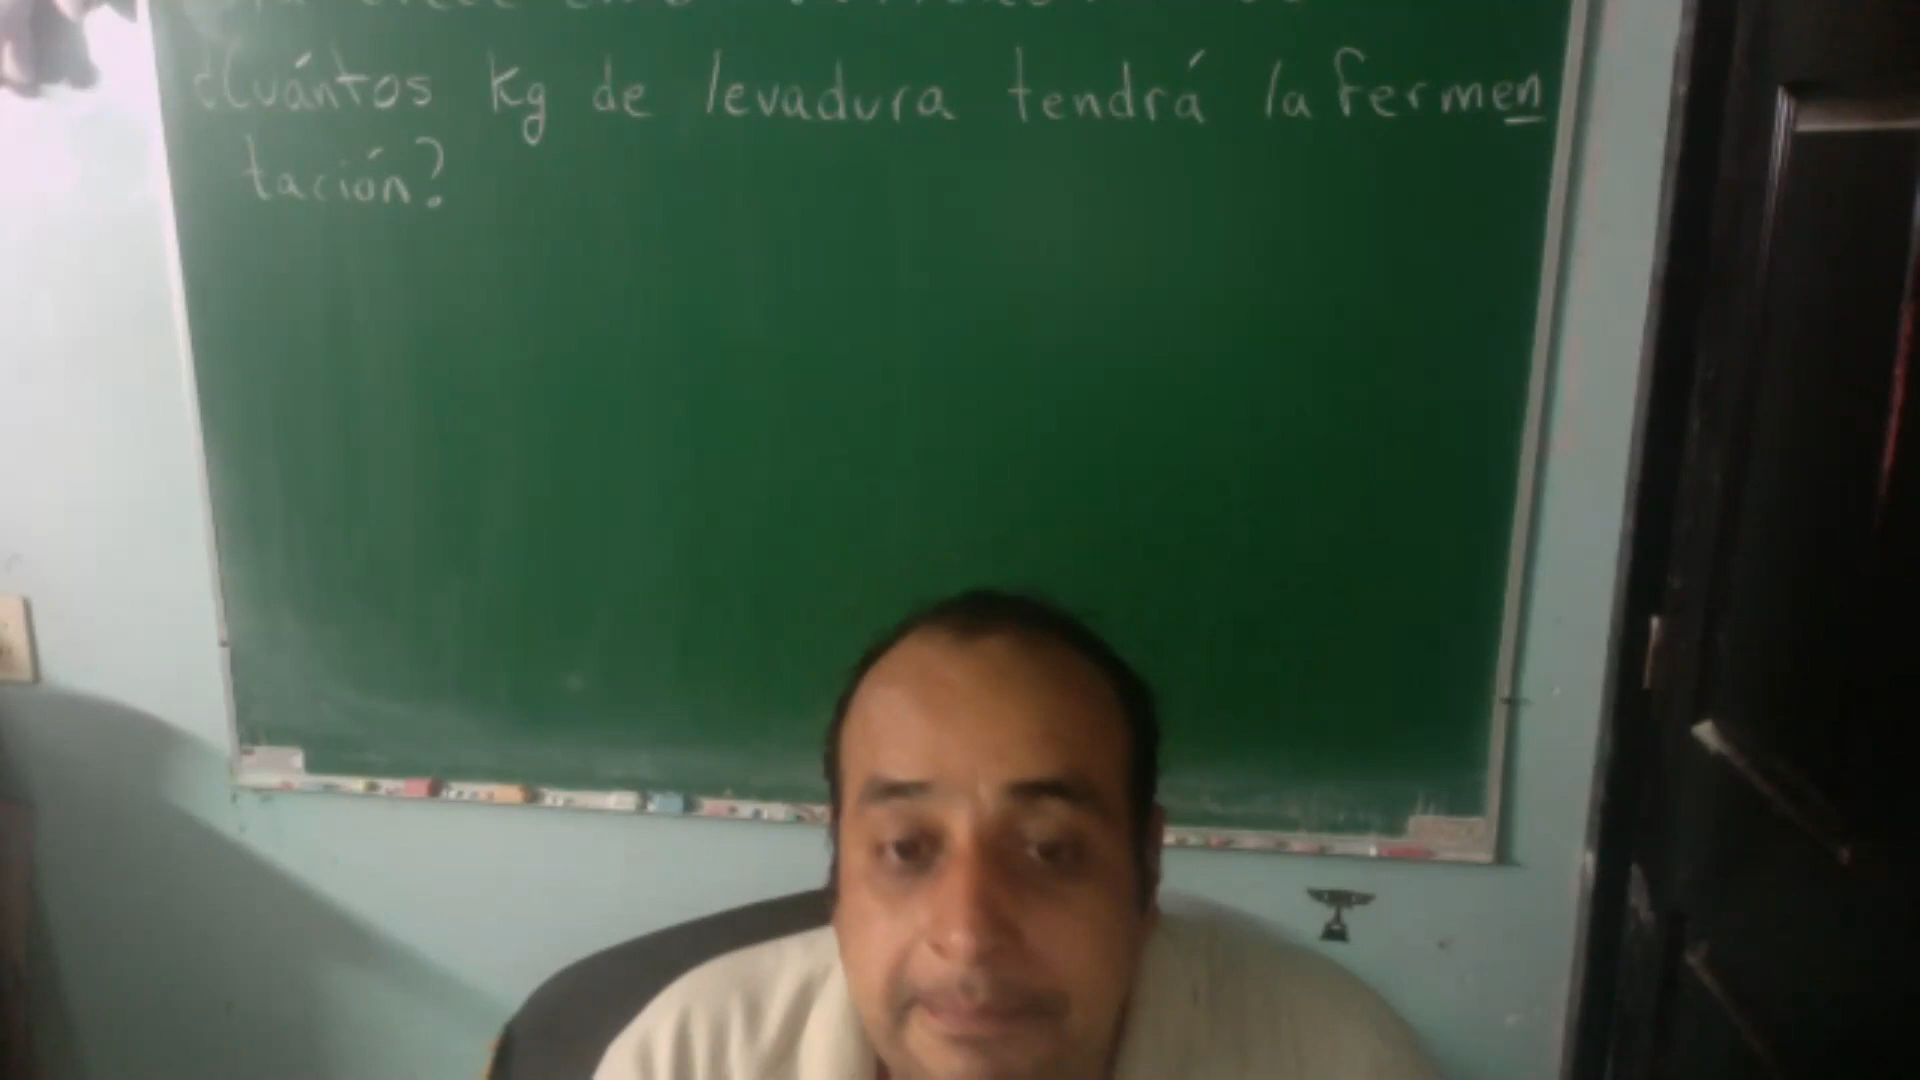 ¿Cuántos kg de levadura tendrá la fermen
tación?